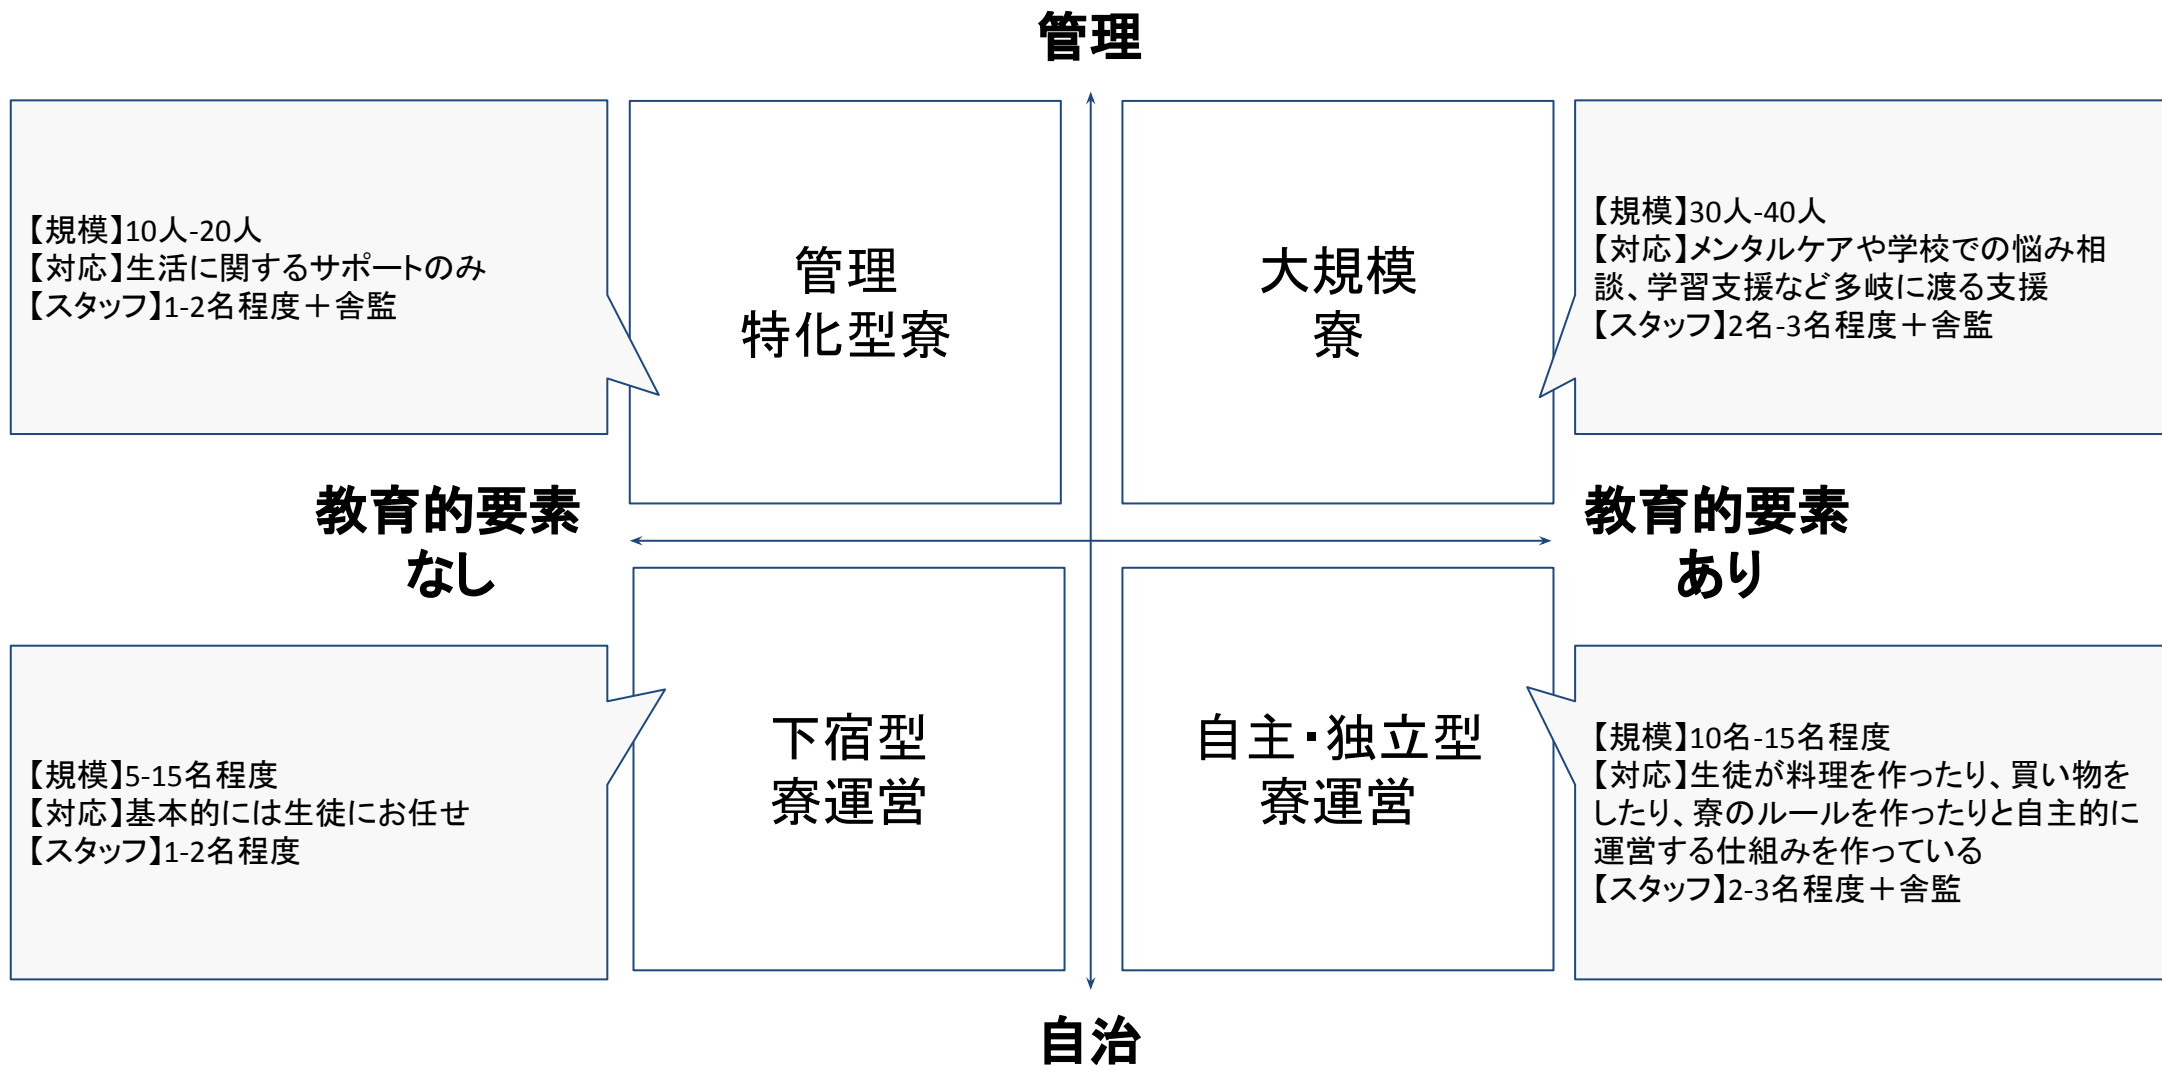 管理
【規模】10人-20人
【対応】生活に関するサポートのみ
【スタッフ】1-2名程度＋舎監
管理
特化型寮
大規模
寮
【規模】30人-40人
【対応】メンタルケアや学校での悩み相
談、学習支援など多岐に渡る支援
【スタッフ】2名-3名程度＋舎監
教育的要素
なし
教育的要素
あり
【規模】5-15名程度
【対応】基本的には生徒にお任せ
【スタッフ】1-2名程度
下宿型
寮運営
自主・独立型
寮運営
【規模】10名-15名程度
【対応】生徒が料理を作ったり、買い物を
したり、寮のルールを作ったりと自主的に
運営する仕組みを作っている
【スタッフ】2-3名程度＋舎監
自治